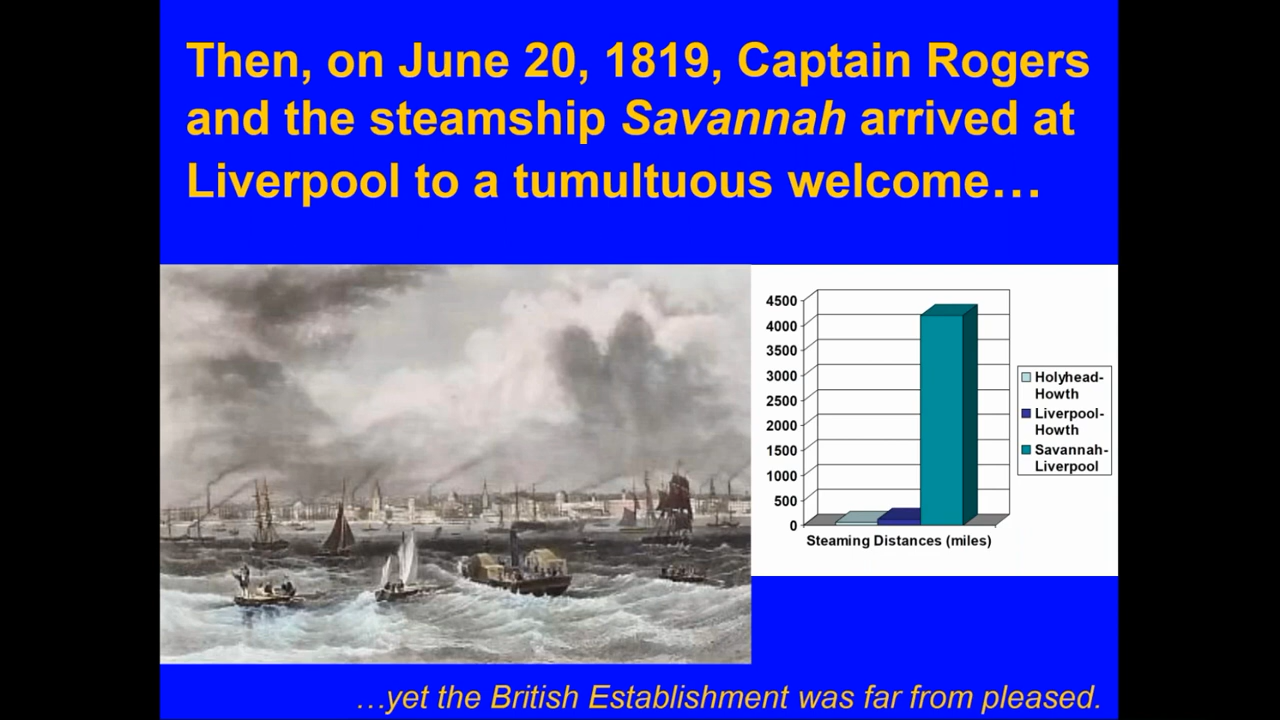 Then, on June 20, 1819, Captain Rogers
and the steamship Savannah arrived at
Liverpool to a tumultuous welcome…
4500
4000
3500
3000
2500
2000
1500
1000
500
0
Steaming Distances (miles)
Holyhead-
Howth
Liverpool-
Howth
Savannah-
Liverpool
…yet the British Establishment was far from pleased.